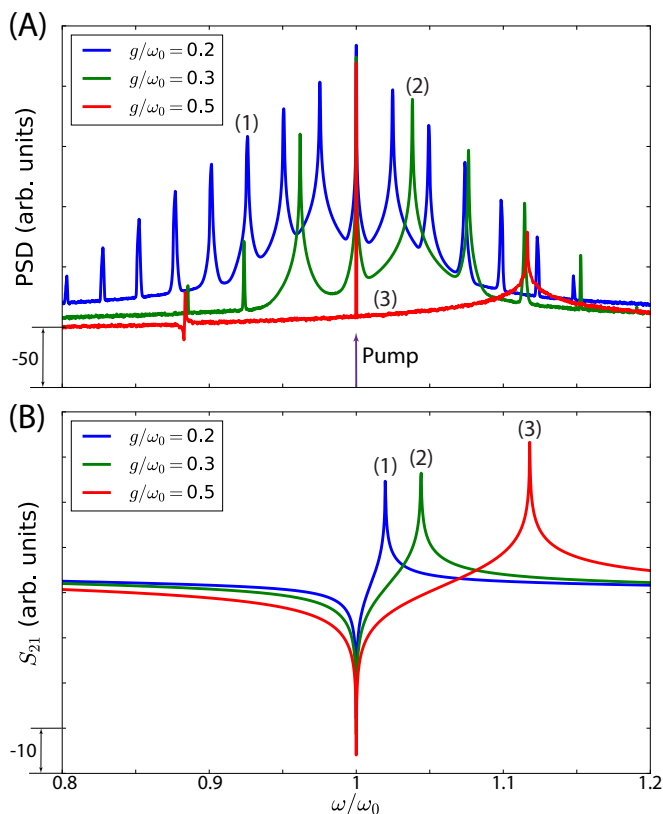 (A)
g/ω₀ = 0.2
g/ω₀ = 0.3
g/ω₀ = 0.5
(1)
(2)
(3)
PSD (arb. units)
-50
Pump
(B)
g/ω₀ = 0.2
g/ω₀ = 0.3
g/ω₀ = 0.5
(1)
(2)
(3)
S₂₁ (arb. units)
-10
0.8
0.9
1
1.1
1.2
ω/ω₀